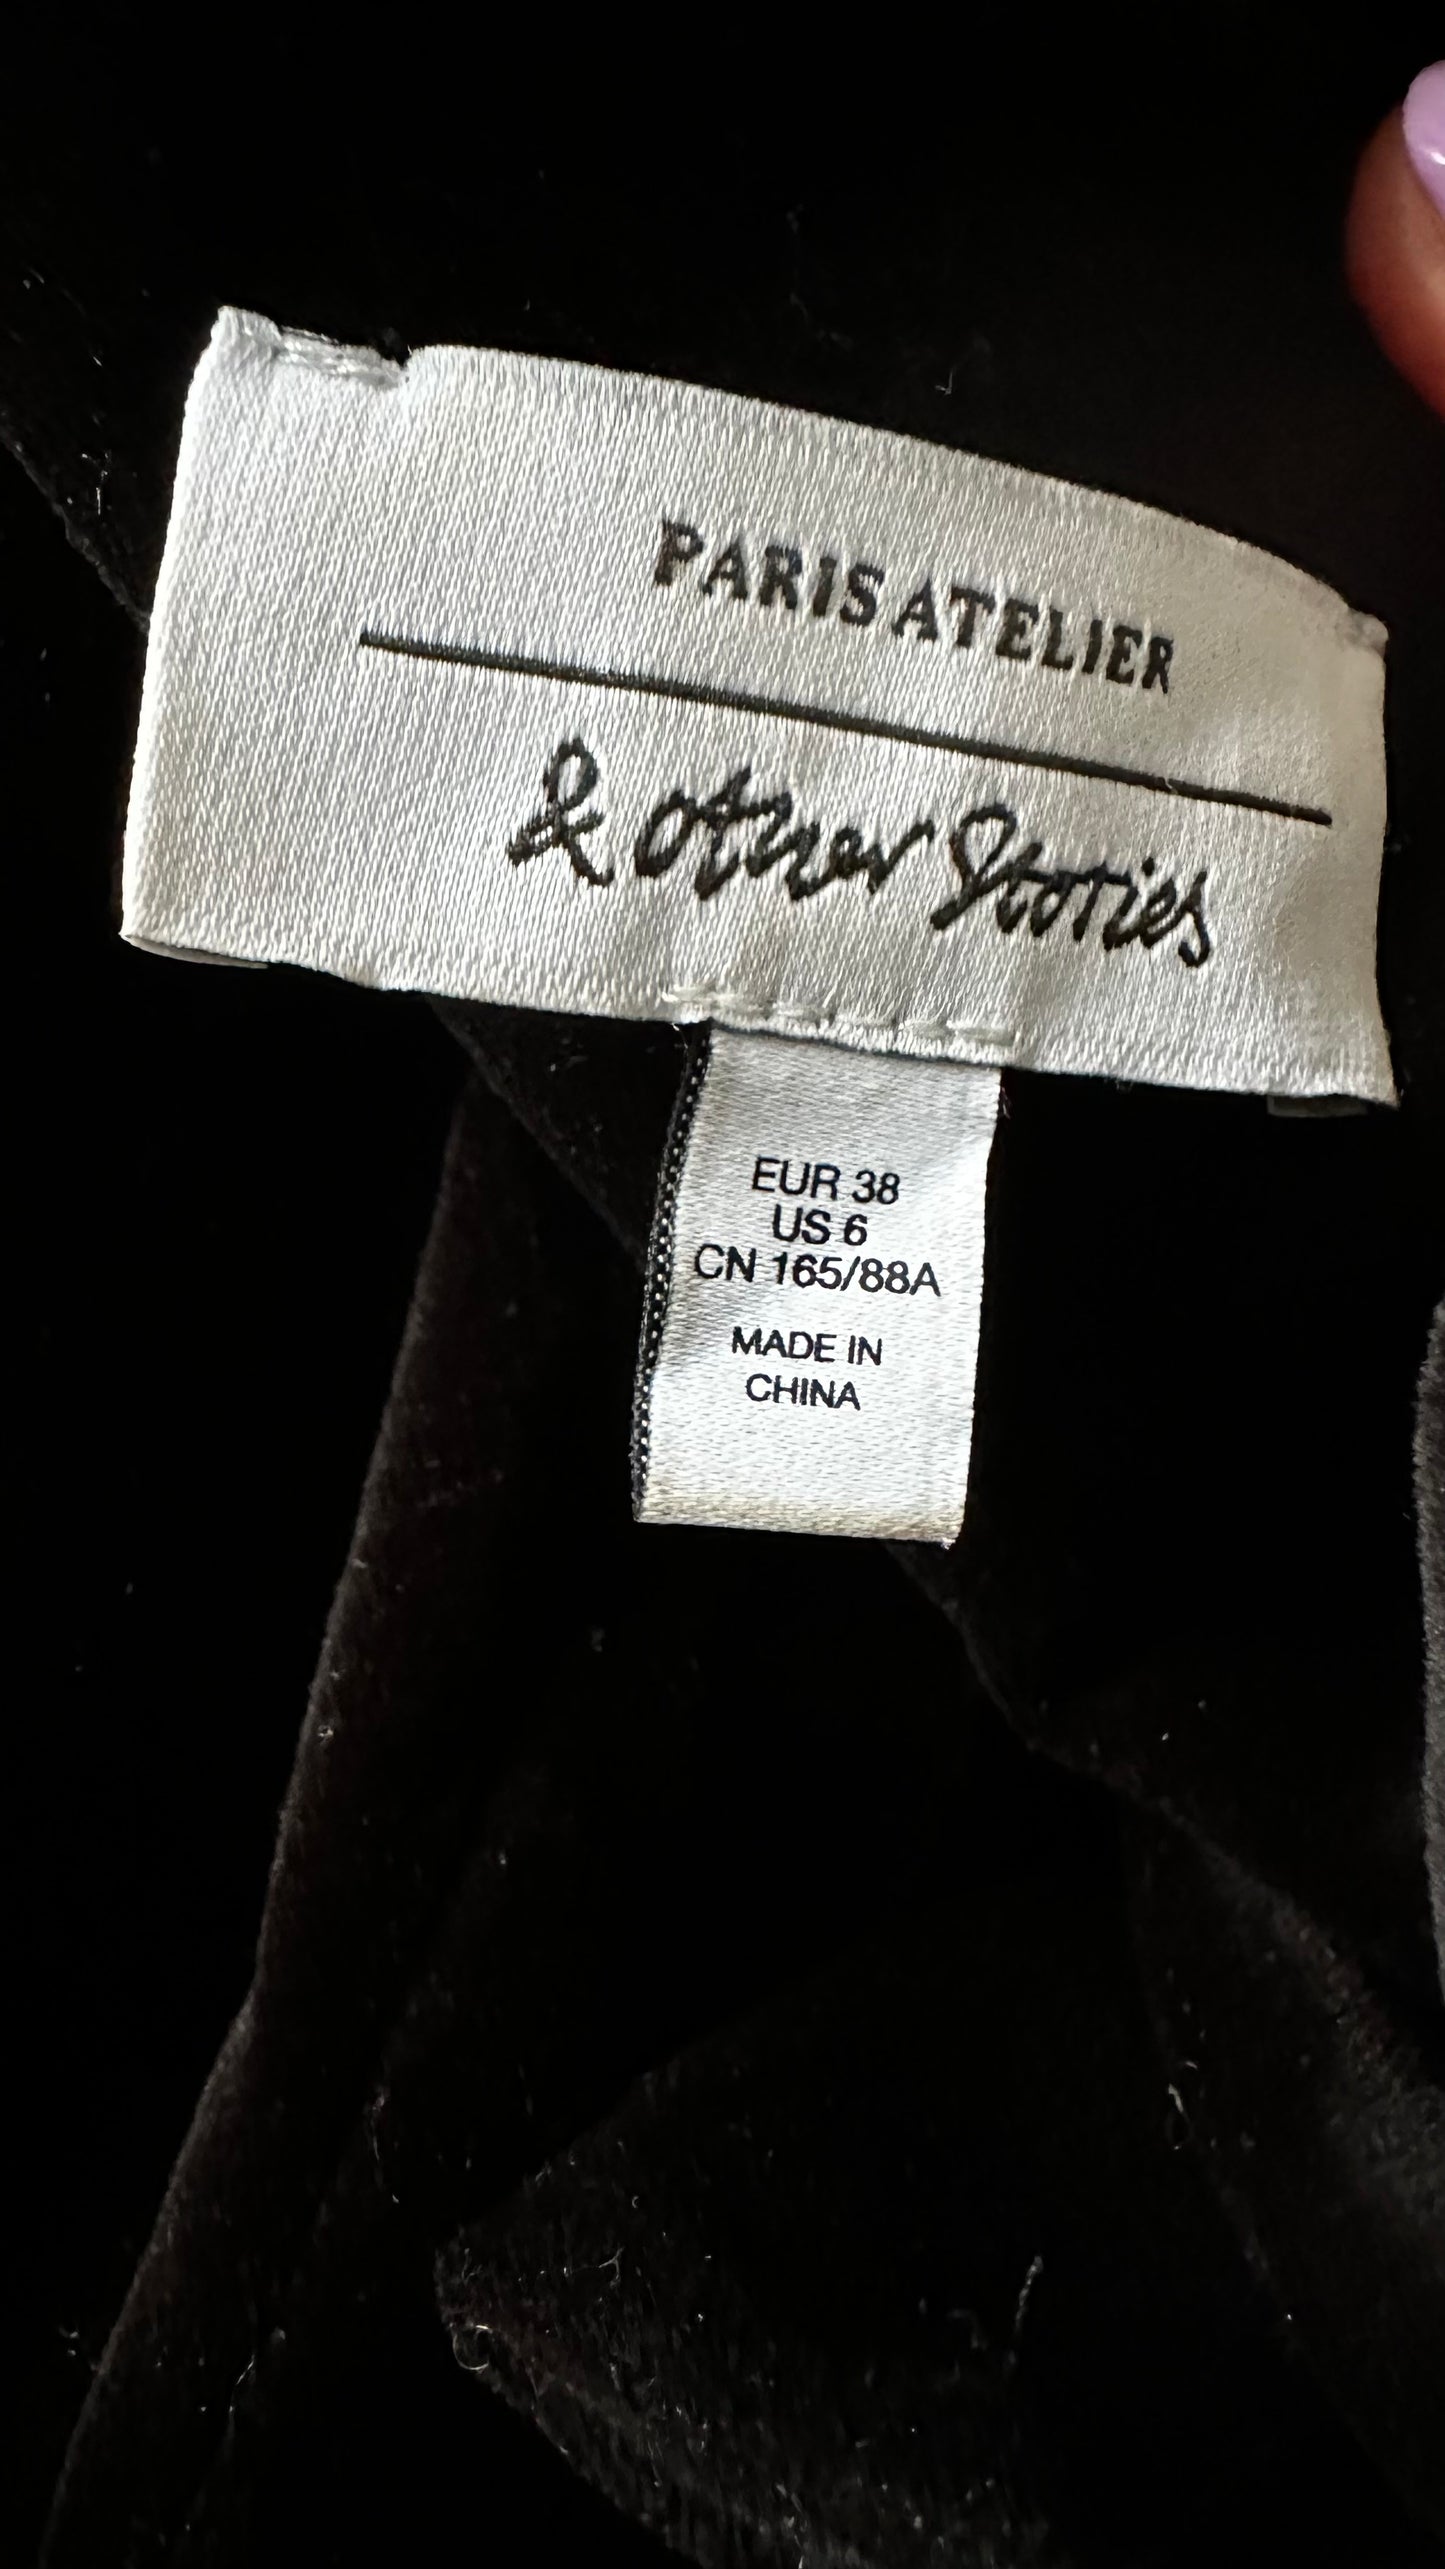 PARIS ATELIER
& other Stories
EUR 38
US 6
CN 165/88A
MADE IN
CHINA